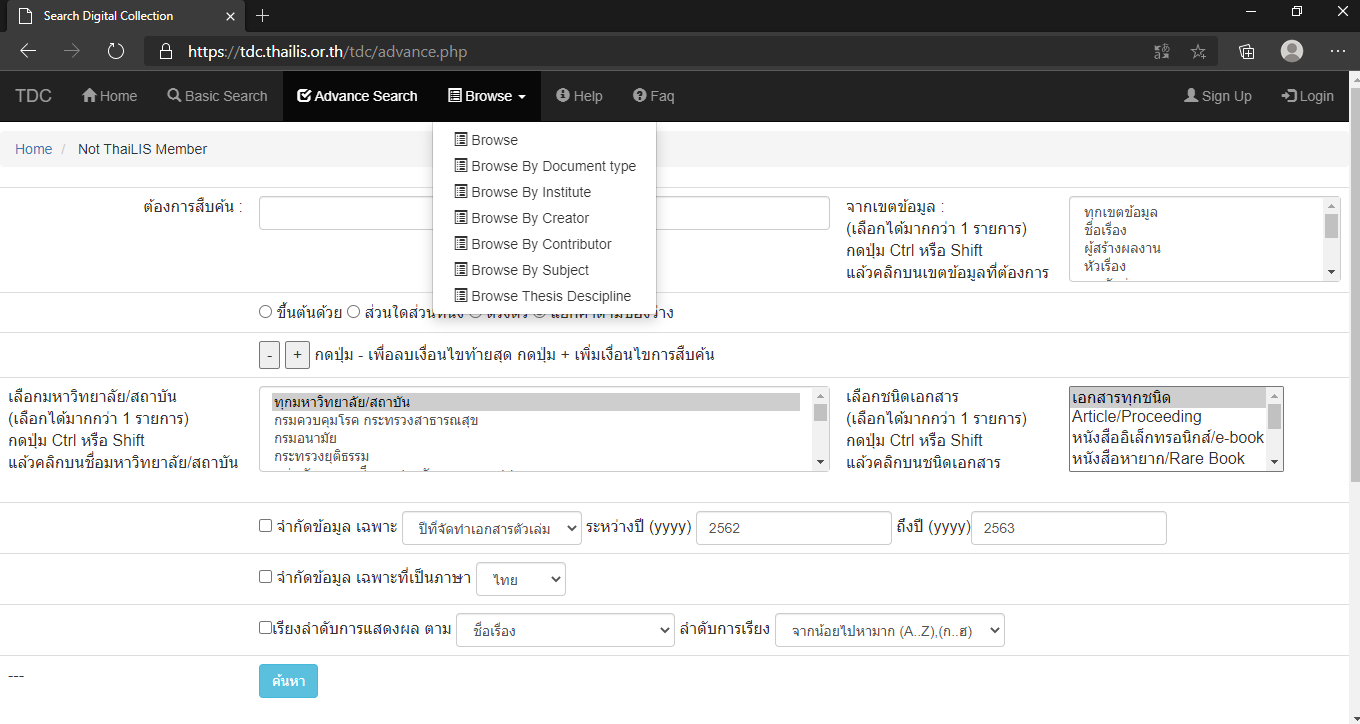 Search Digital Collection
https://tdc.thailis.or.th/tdc/advance.php
TDC Home Basic Search Advance Search Browse Help Faq Sign Up Login
Browse
Browse By Document type
Browse By Institute
Browse By Creator
Browse By Contributor
Browse By Subject
Browse Thesis Descipline
Home / Not ThaiLIS Member
ต้องการสืบค้น :
จากเขตข้อมูล :
(เลือกได้มากกว่า 1 รายการ)
กดปุ่ม Ctrl หรือ Shift
แล้วคลิกบนเขตข้อมูลที่ต้องการ
ทุกเขตข้อมูล
ชื่อเรื่อง
ผู้สร้างผลงาน
หัวเรื่อง
ขึ้นต้นด้วย ส่วนใดส่วนหนึ่ง
- + กดปุ่ม - เพื่อลบเงื่อนไขท้ายสุด กดปุ่ม + เพิ่มเงื่อนไขการสืบค้น
เลือกมหาวิทยาลัย/สถาบัน
(เลือกได้มากกว่า 1 รายการ)
กดปุ่ม Ctrl หรือ Shift
แล้วคลิกบนชื่อมหาวิทยาลัย/สถาบัน
ทุกมหาวิทยาลัย/สถาบัน
กรมควบคุมโรค กระทรวงสาธารณสุข
กรมอนามัย
กระทรวงยุติธรรม
เลือกชนิดเอกสาร
(เลือกได้มากกว่า 1 รายการ)
กดปุ่ม Ctrl หรือ Shift
แล้วคลิกบนชนิดเอกสาร
เอกสารทุกชนิด
Article/Proceeding
หนังสืออิเล็กทรอนิกส์/e-book
หนังสือหายาก/Rare Book
จำกัดข้อมูล เฉพาะ ปีที่จัดทำเอกสารตัวเล่ม ระหว่างปี (yyyy) 2562 ถึงปี (yyyy) 2563
จำกัดข้อมูล เฉพาะที่เป็นภาษา ไทย
เรียงลำดับการแสดงผล ตาม ชื่อเรื่อง ลำดับการเรียง จากน้อยไปหามาก (A..Z),(ก..ฮ)
--- ค้นหา